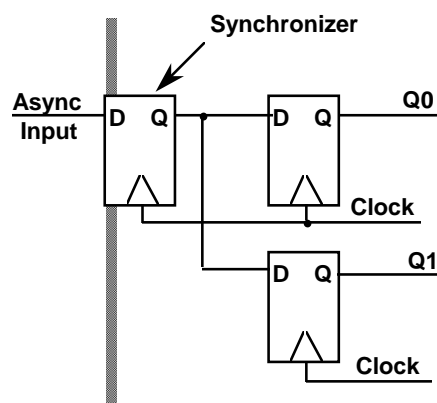 Synchronizer
Async
Input
D Q
D Q
Q0
Clock
D Q
Q1
Clock